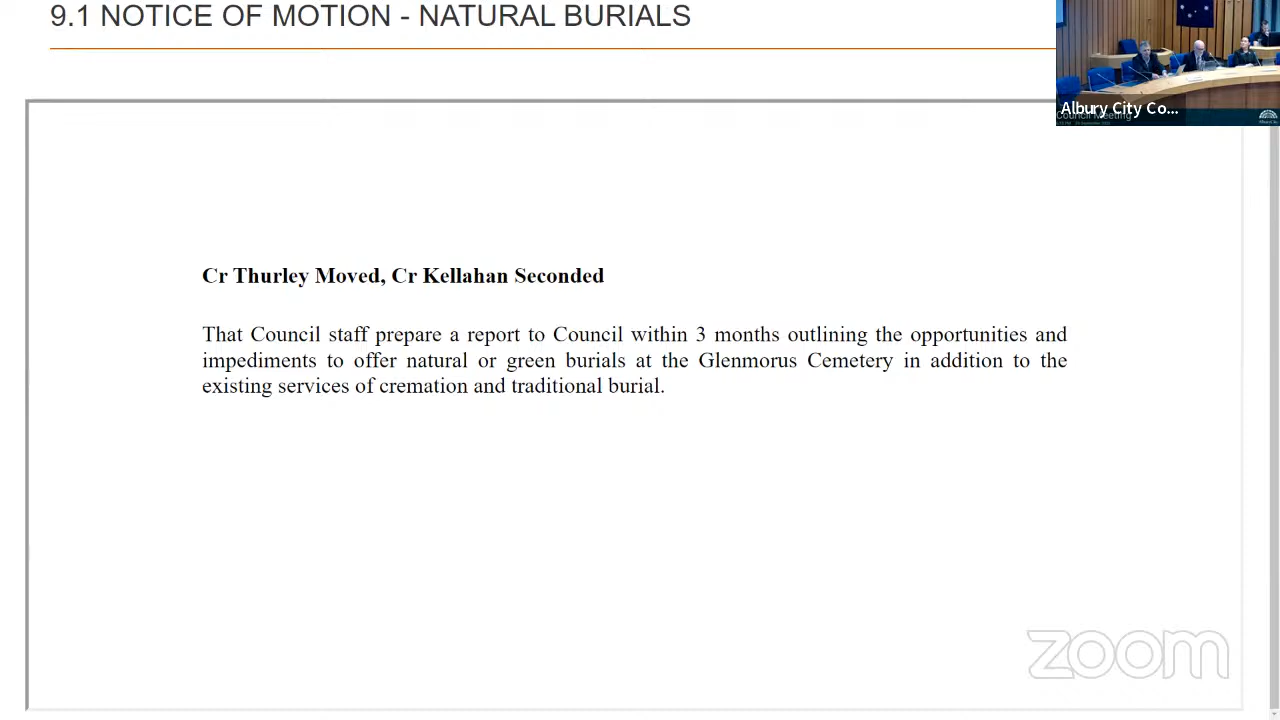 9.1 NOTICE OF MOTION - NATURAL BURIALS
Albury City Co...
Council Meeting
Cr Thurley Moved, Cr Kellahan Seconded
That Council staff prepare a report to Council within 3 months outlining the opportunities and
impediments to offer natural or green burials at the Glenmorus Cemetery in addition to the
existing services of cremation and traditional burial.
zoom